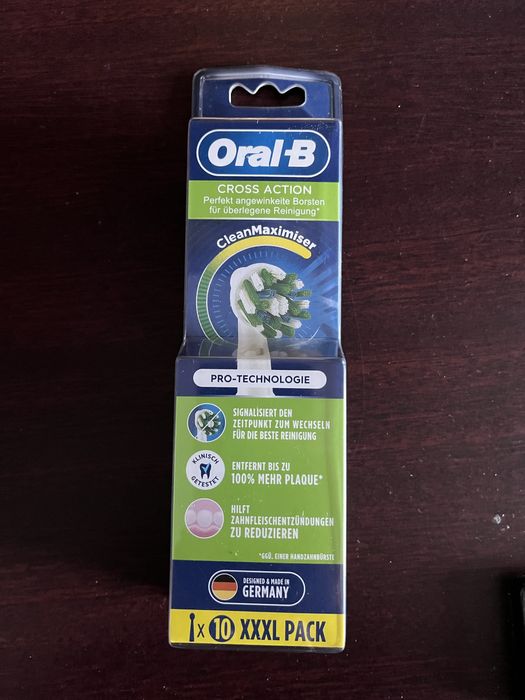 Oral-B
CROSS ACTION
Perfekt angewinkelte Borsten
für überlegene Reinigung*
CleanMaximiser
PRO-TECHNOLOGIE
SIGNALISIERT DEN
ZEITPUNKT ZUM WECHSELN
FÜR DIE BESTE REINIGUNG
KLINISCH
GETESTET
ENTFERNT BIS ZU
100% MEHR PLAQUE*
HILFT
ZAHNFLEISCHENTZÜNDUNGEN
ZU REDUZIEREN
*GGÜ. EINER HANDZAHNBÜRSTE
DESIGNED & MADE IN
GERMANY
x 10 XXXL PACK